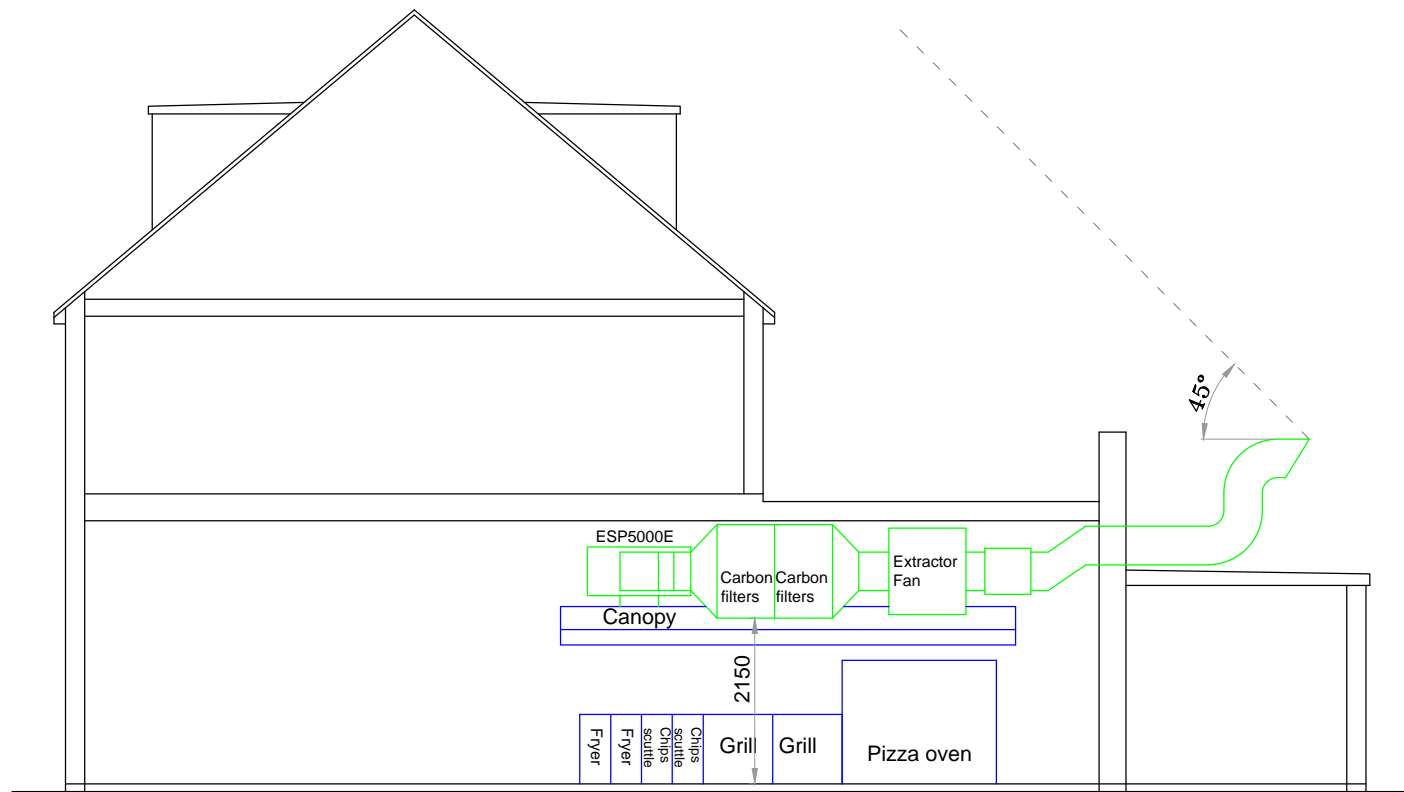 45°
ESP5000E
Carbon
filters
Carbon
filters
Extractor
Fan
Canopy
2150
Fryer
Fryer
Chips
scuttle
Chips
scuttle
Grill
Grill
Pizza oven